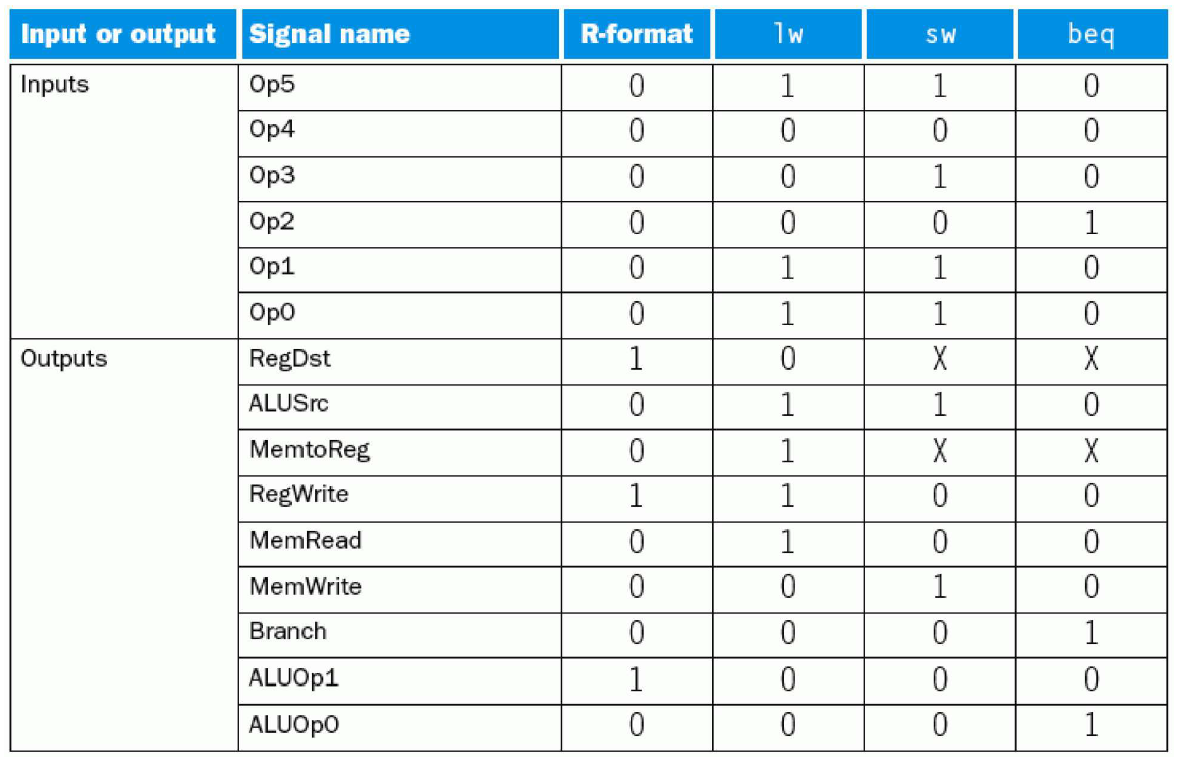 Input or output Signal name R-format lw sw beq
Inputs Op5 0 1 1 0
Op4 0 0 0 0
Op3 0 0 1 0
Op2 0 0 0 1
Op1 0 1 1 0
Op0 0 1 1 0
Outputs RegDst 1 0 X X
ALUSrc 0 1 1 0
MemtoReg 0 1 X X
RegWrite 1 1 0 0
MemRead 0 1 0 0
MemWrite 0 0 1 0
Branch 0 0 0 1
ALUOp1 1 0 0 0
ALUOp0 0 0 0 1